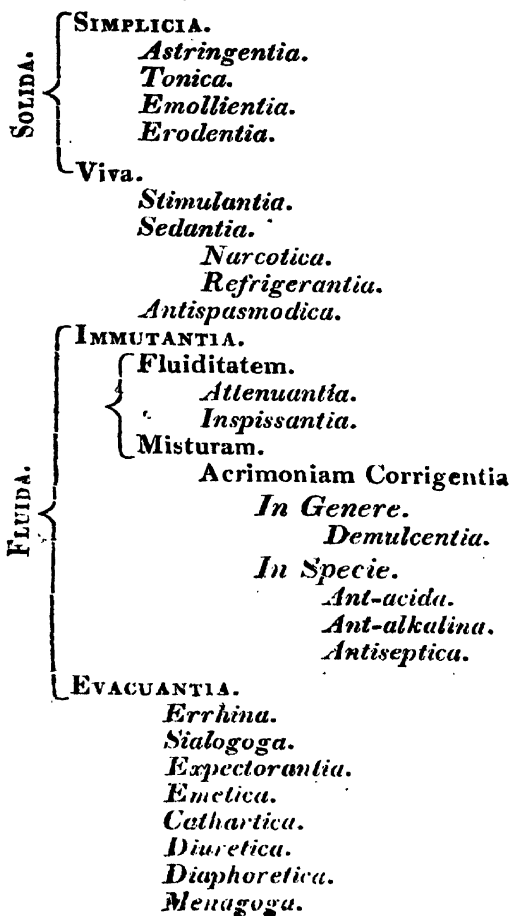 SOLIDA.
SIMPLICIA.
Astringentia.
Tonica.
Emollientia.
Erodentia.
Viva.
Stimulantia.
Sedantia.
Narcotica.
Refrigerantia.
Antispasmodica.
FLUIDA.
IMMUTANTIA.
Fluiditatem.
Attenuantia.
Inspissantia.
Misturam.
Acrimoniam Corrigentia
In Genere.
Demulcentia.
In Specie.
Ant-acida.
Ant-alkalina.
Antiseptica.
EVACUANTIA.
Errhina.
Sialogoga.
Expectorantia.
Emetica.
Cathartica.
Diuretica.
Diaphoretica.
Menagoga.